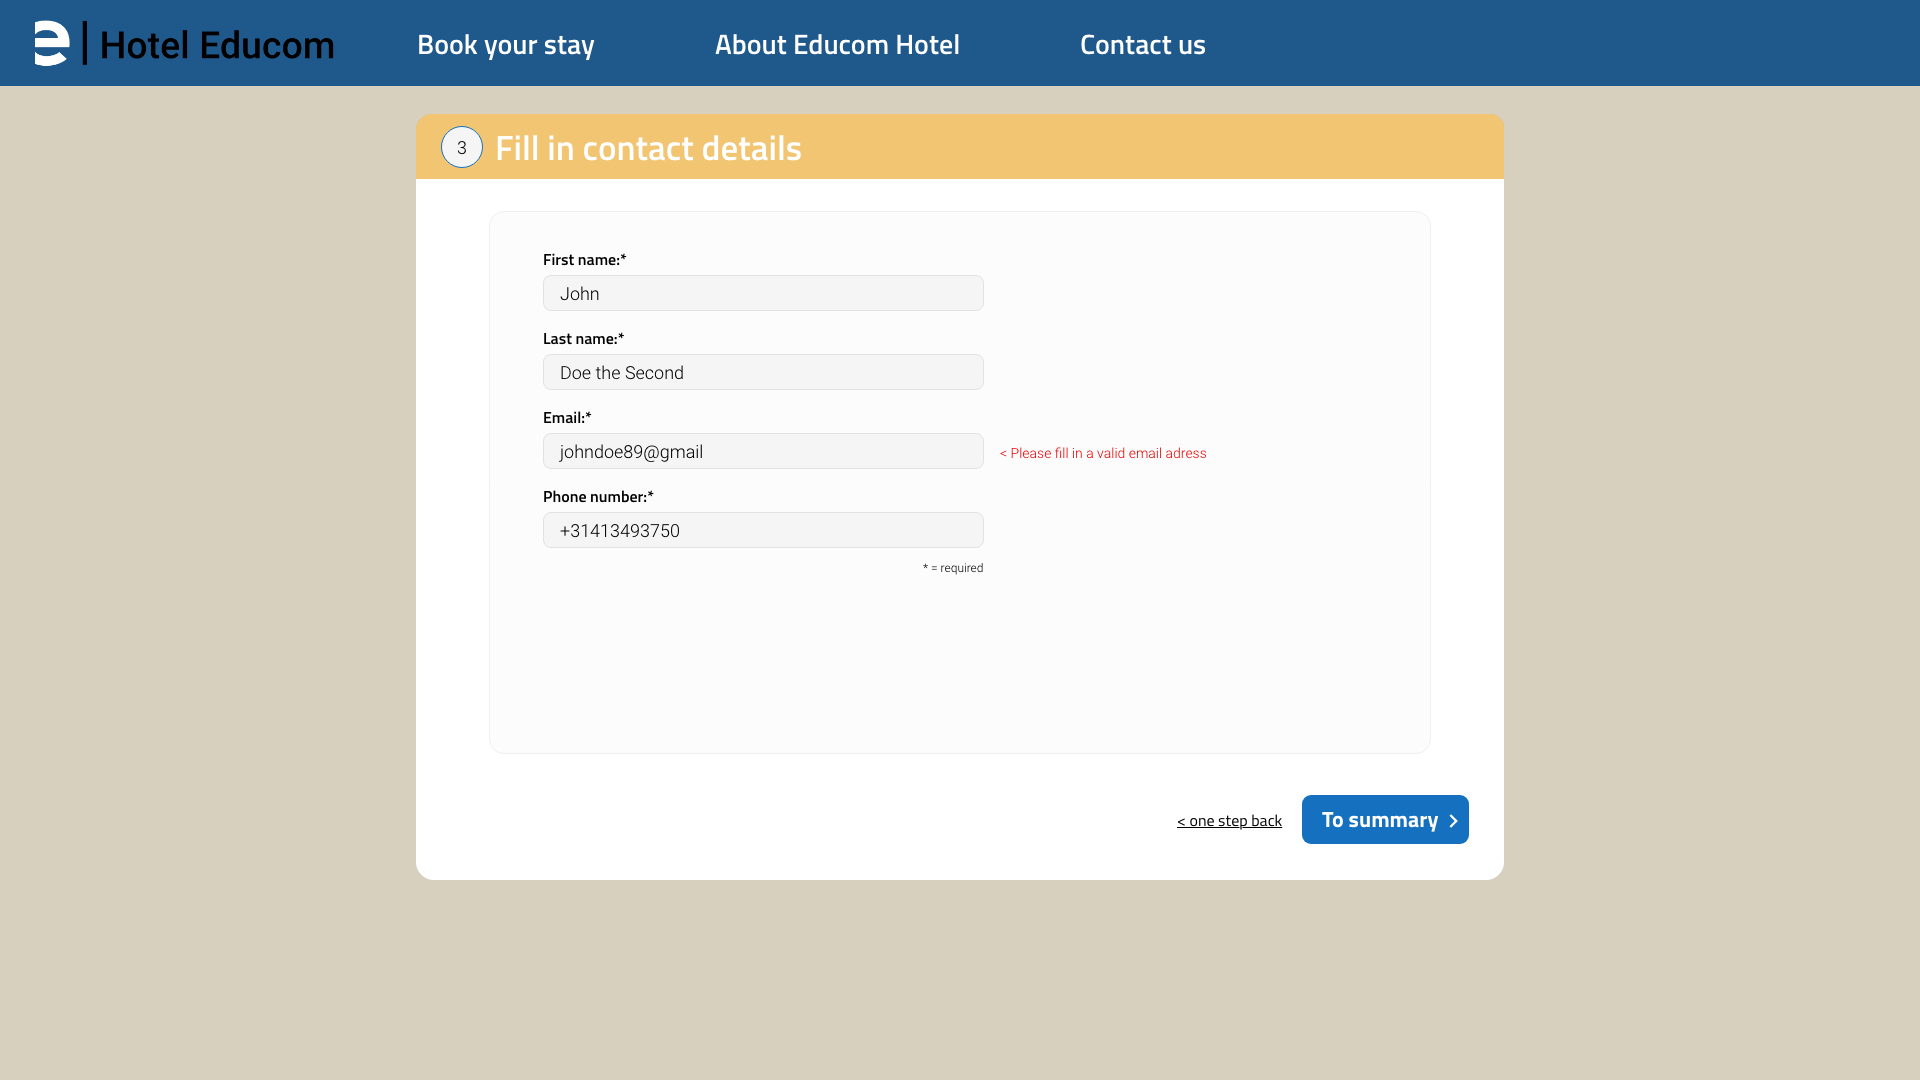 Hotel Educom
Book your stay
About Educom Hotel
Contact us
3
Fill in contact details
First name:*
John
Last name:*
Doe the Second
Email:*
johndoe89@gmail
< Please fill in a valid email adress
Phone number:*
+31413493750
* = required
< one step back
To summary >